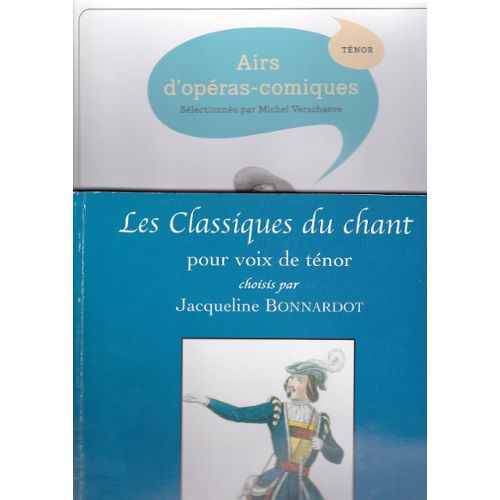 TÉNOR
Airs
d'opéras-comiques
Sélectionnés par Michel Verschaeve
Les Classiques du chant
pour voix de ténor
choisis par
Jacqueline BONNARDOT